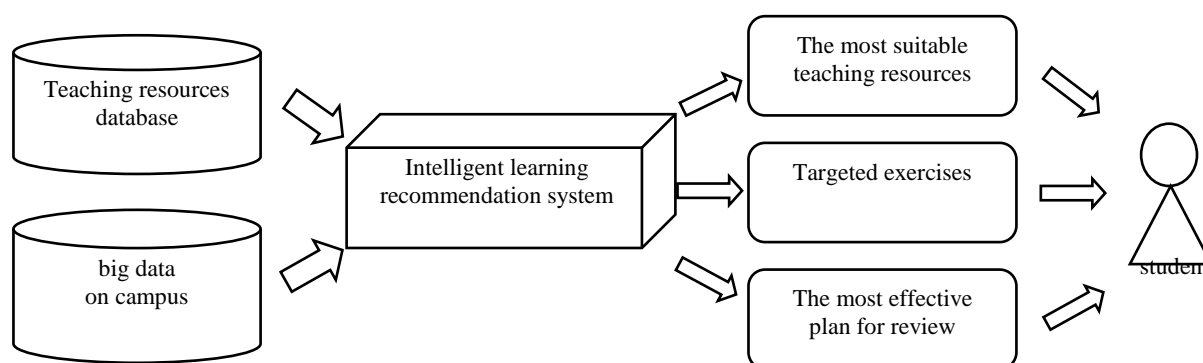 Teaching resources
database
big data
on campus
Intelligent learning
recommendation system
The most suitable
teaching resources
Targeted exercises
The most effective
plan for review
studen